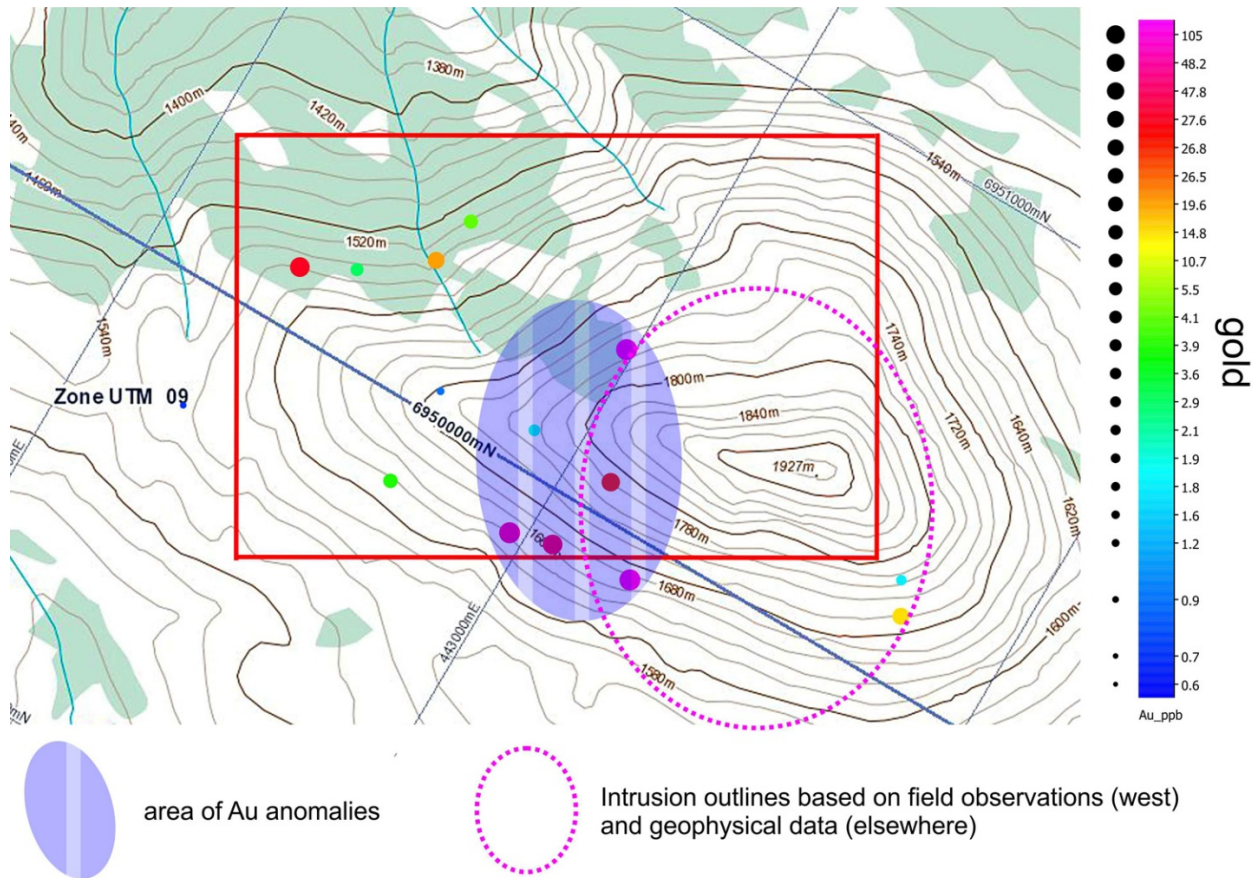 1380m
1400m
1420m
1460m
40m
1540m
6951000mN
1520m
1540m
1740m
Zone UTM 09
6950000mN
1800m
1840m
1720m
1640m
1927m
1780m
1620m
mE
1680m
443000mE
1580m
1600m
mN
105
48.2
47.8
27.6
26.8
26.5
19.6
14.8
10.7
5.5
4.1
3.9
3.6
2.9
2.1
1.9
1.8
1.6
1.2
0.9
0.7
0.6
Au_ppb
gold
area of Au anomalies
Intrusion outlines based on field observations (west)
and geophysical data (elsewhere)